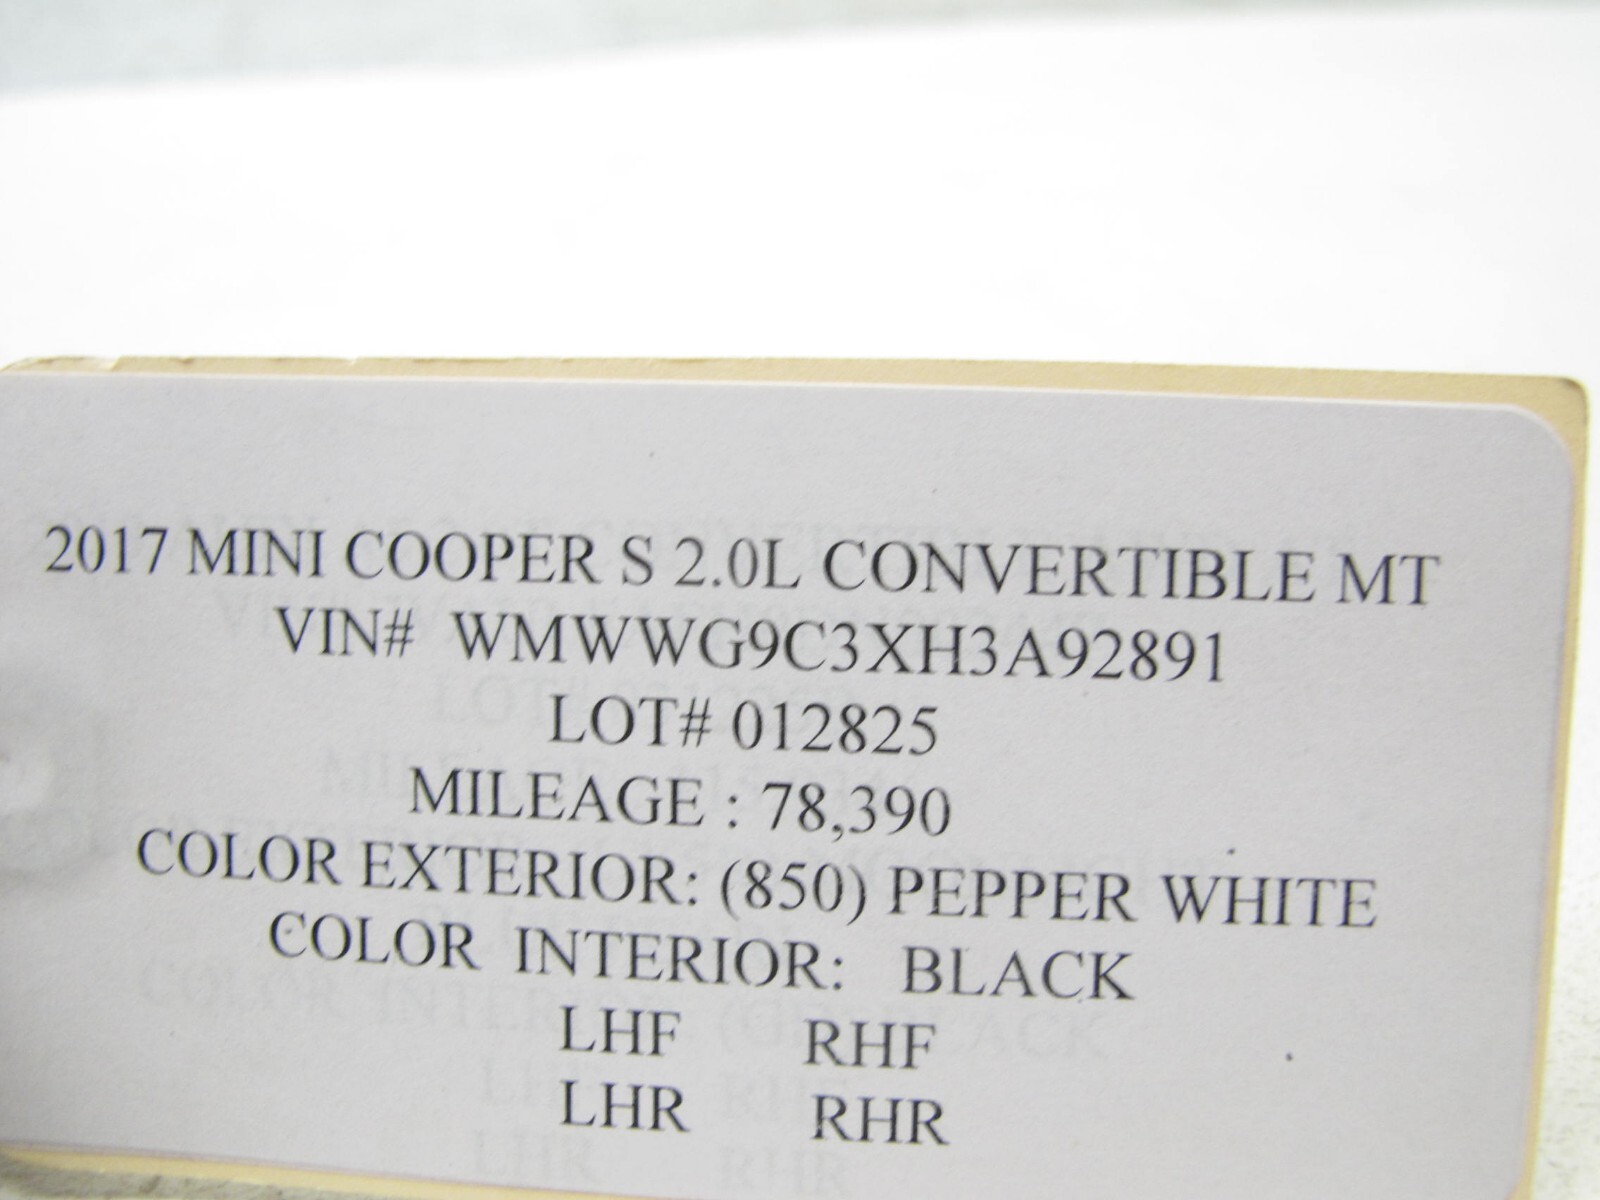 2017 MINI COOPER S 2.0L CONVERTIBLE MT
VIN# WMWWG9C3XH3A92891
LOT# 012825
MILEAGE : 78,390
COLOR EXTERIOR: (850) PEPPER WHITE
COLOR INTERIOR: BLACK
LHF RHF
LHR RHR